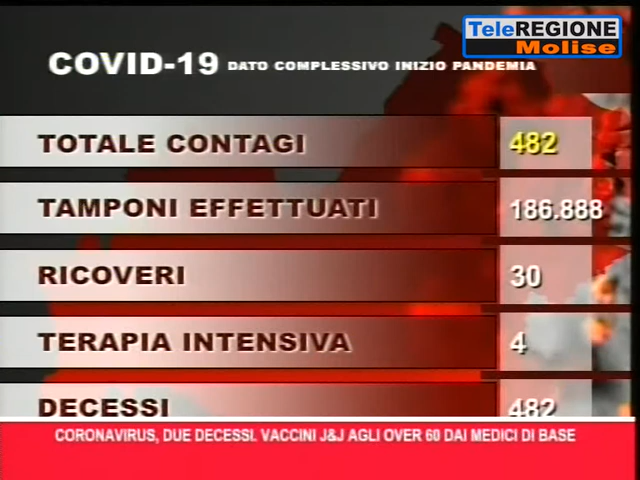 TeleREGIONE
Molise
COVID-19 DATO COMPLESSIVO INIZIO PANDEMIA
TOTALE CONTAGI 482
TAMPONI EFFETTUATI 186.888
RICOVERI 30
TERAPIA INTENSIVA 4
DECESSI 482
CORONAVIRUS, DUE DECESSI. VACCINI J&J AGLI OVER 60 DAI MEDICI DI BASE